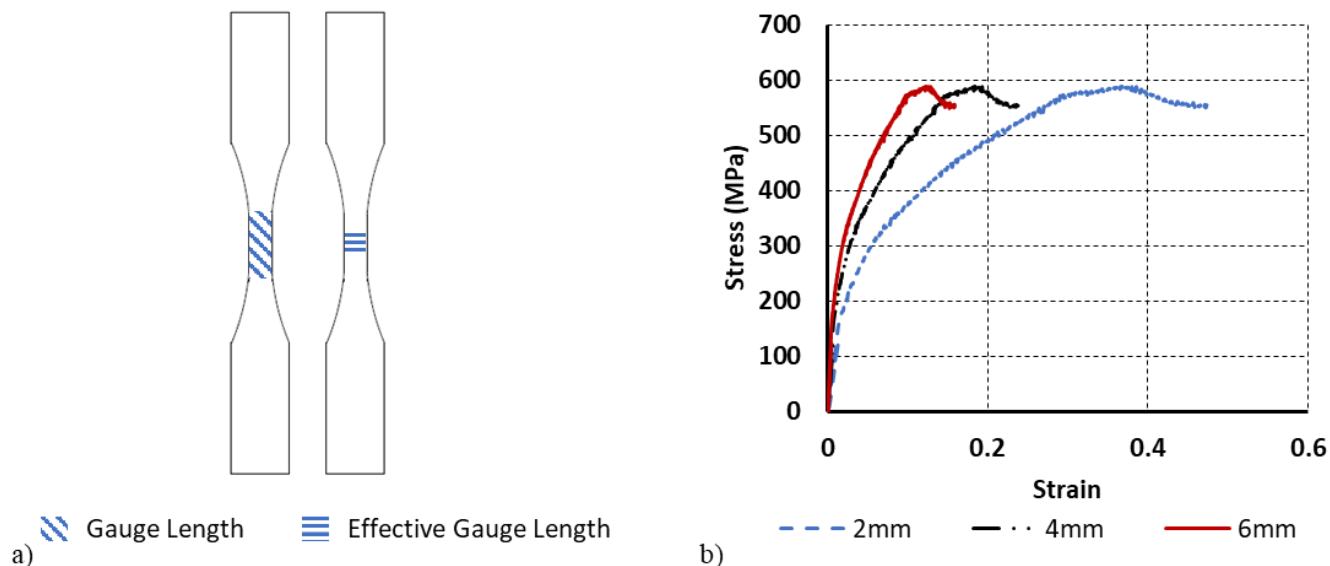 Gauge Length
Effective Gauge Length
a)
700
600
500
400
300
200
100
0
Stress (MPa)
0
0.2
0.4
0.6
Strain
2mm
4mm
6mm
b)